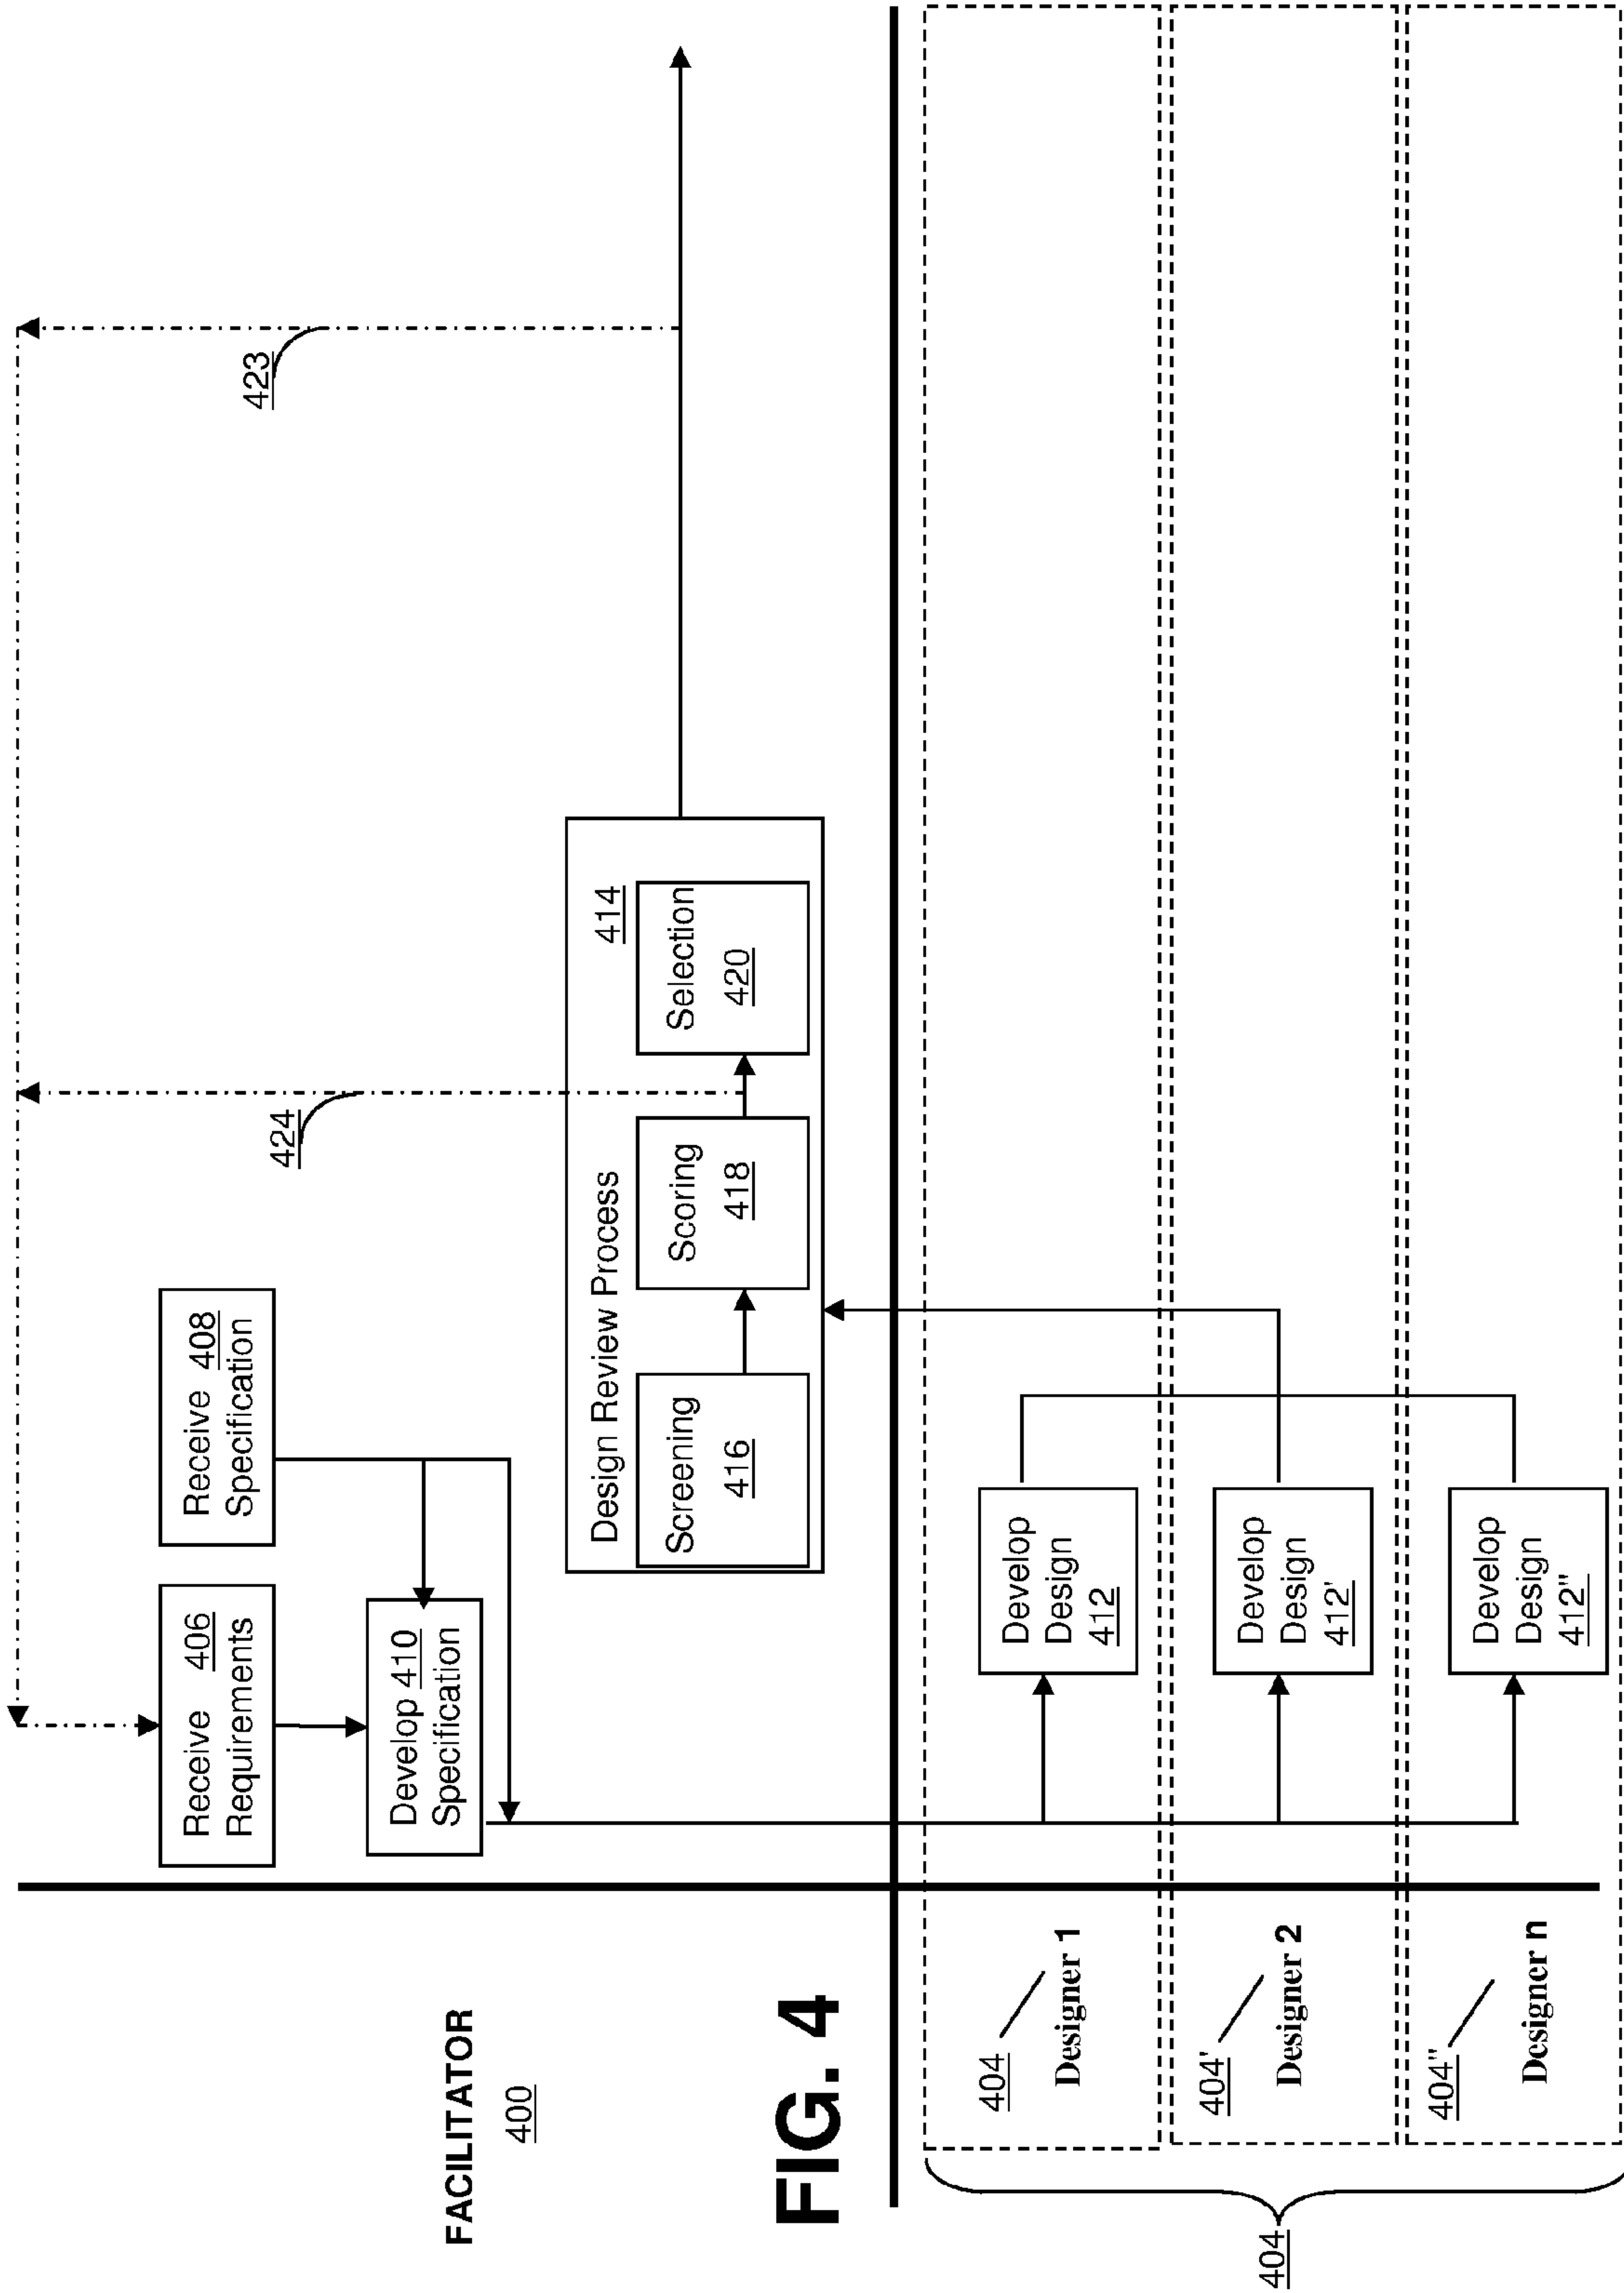 FACILITATOR
400
Receive 406
Requirements
Receive 408
Specification
Develop 410
Specification
424
423
Design Review Process 414
Screening
416
Scoring
418
Selection
420
FIG. 4
404
404
Designer 1
Develop
Design
412
404'
Designer 2
Develop
Design
412'
404"
Designer n
Develop
Design
412"